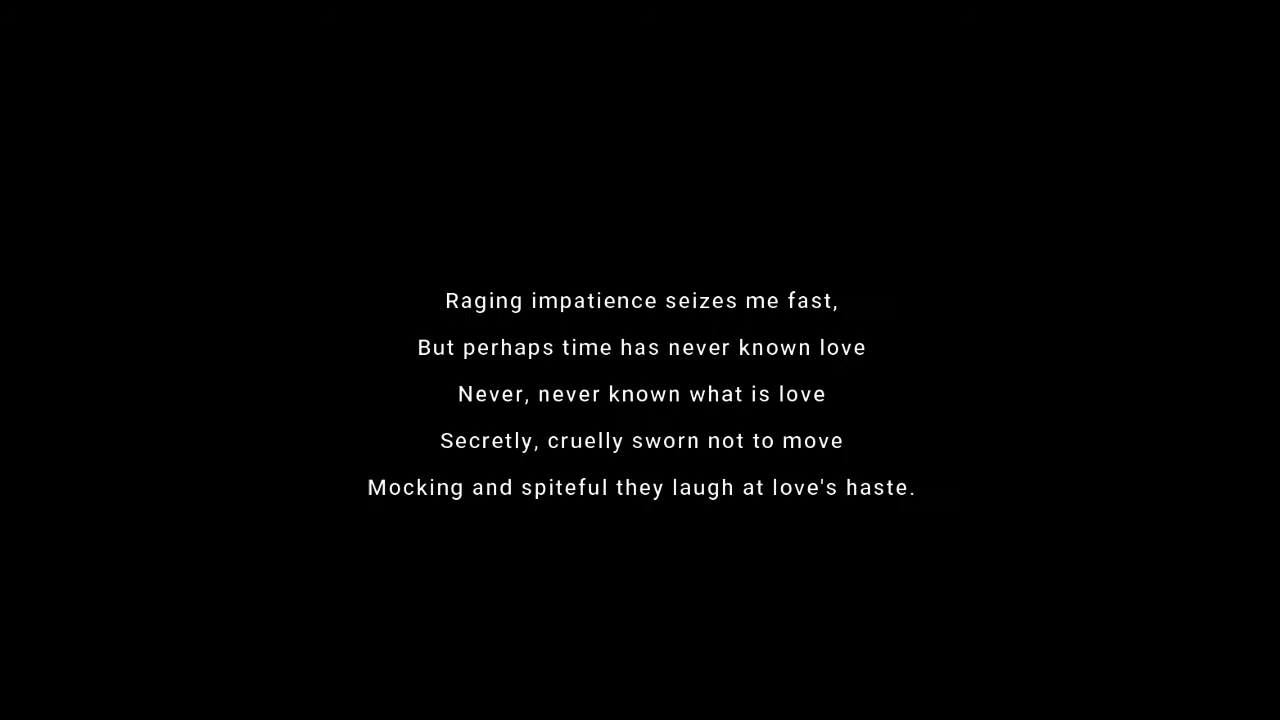 Raging impatience seizes me fast,
But perhaps time has never known love
Never, never known what is love
Secretly, cruelly sworn not to move
Mocking and spiteful they laugh at love's haste.